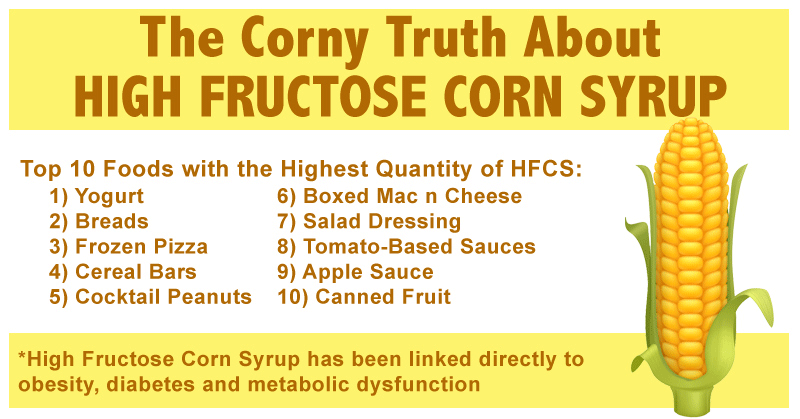 The Corny Truth About
HIGH FRUCTOSE CORN SYRUP
Top 10 Foods with the Highest Quantity of HFCS:
1) Yogurt
2) Breads
3) Frozen Pizza
4) Cereal Bars
5) Cocktail Peanuts
6) Boxed Mac n Cheese
7) Salad Dressing
8) Tomato-Based Sauces
9) Apple Sauce
10) Canned Fruit
*High Fructose Corn Syrup has been linked directly to
obesity, diabetes and metabolic dysfunction